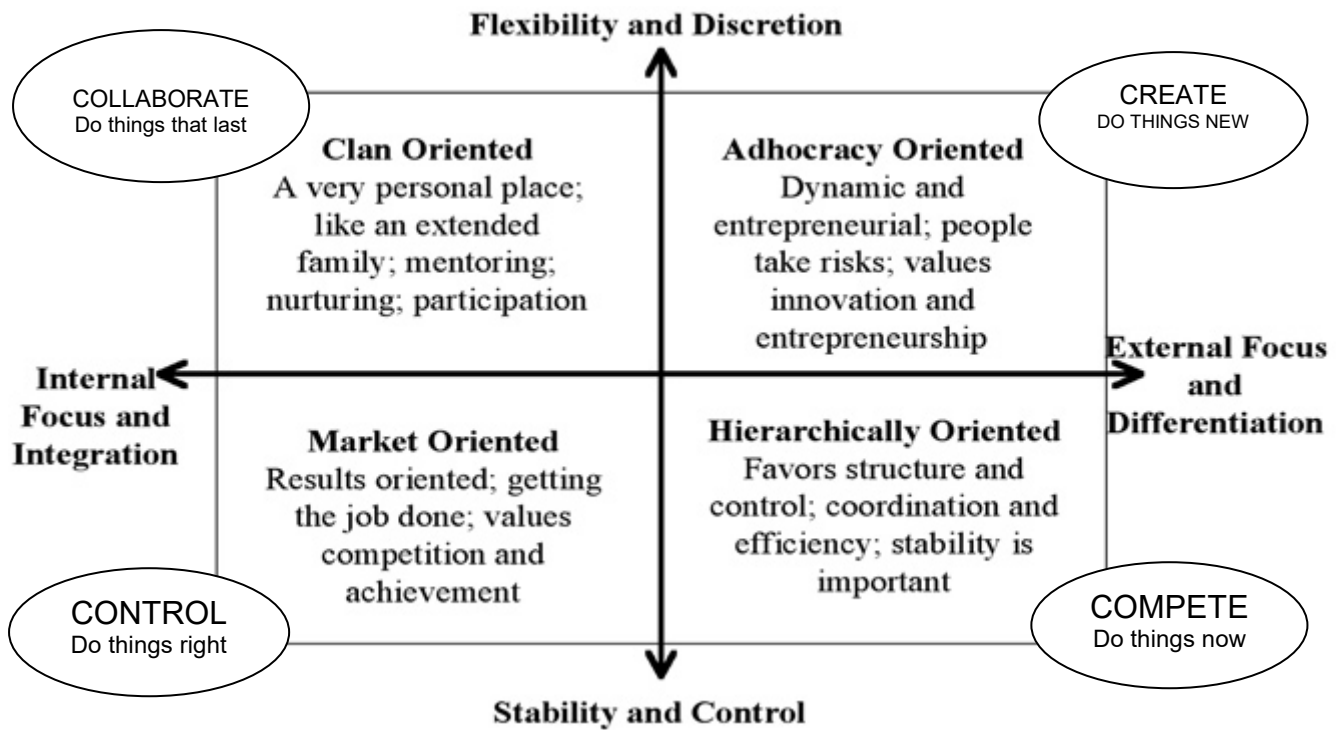 Flexibility and Discretion
COLLABORATE
Do things that last
CREATE
DO THINGS NEW
Clan Oriented
A very personal place;
like an extended
family; mentoring;
nurturing; participation
Adhocracy Oriented
Dynamic and
entrepreneurial; people
take risks; values
innovation and
entrepreneurship
Internal
Focus and
Integration
External Focus
and
Differentiation
Market Oriented
Results oriented; getting
the job done; values
competition and
achievement
Hierarchically Oriented
Favors structure and
control; coordination and
efficiency; stability is
important
CONTROL
Do things right
COMPETE
Do things now
Stability and Control